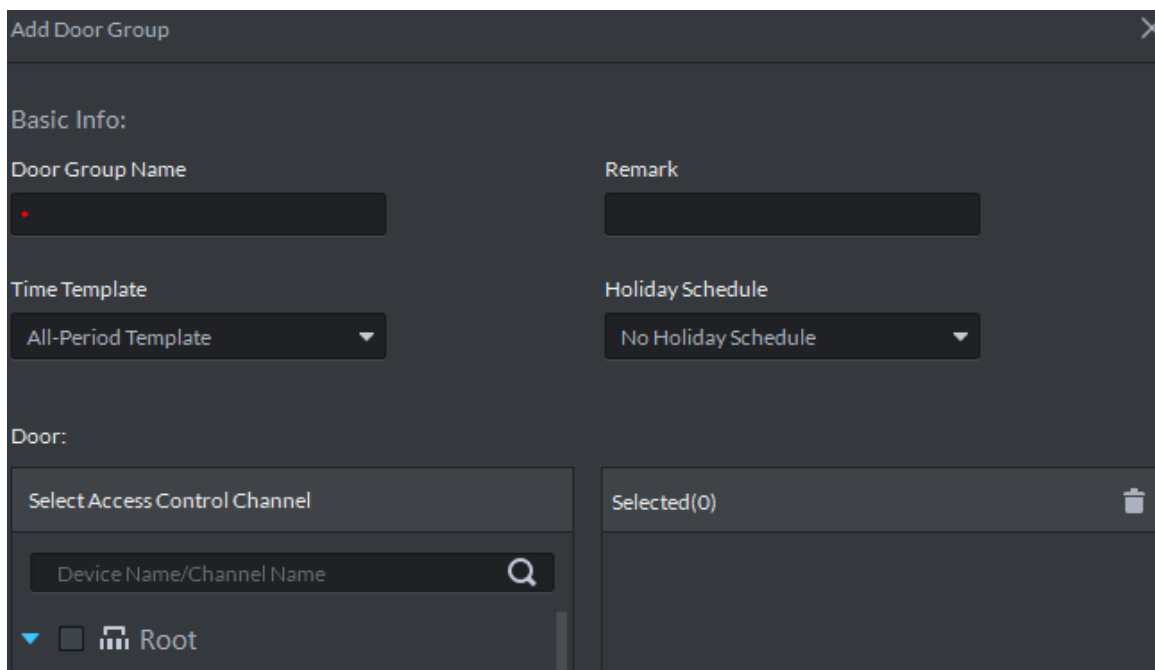 Add Door Group
Basic Info:
Door Group Name
Remark
Time Template
Holiday Schedule
All-Period Template
No Holiday Schedule
Door:
Select Access Control Channel
Selected(0)
Device Name/Channel Name
Root